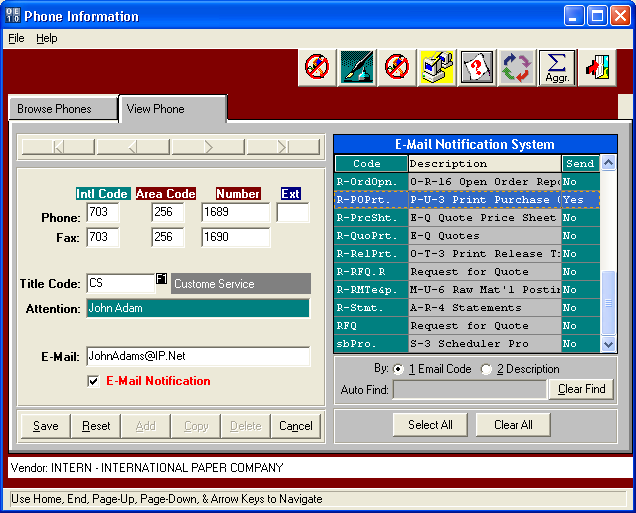 Phone Information
File Help
Aggr.
Browse Phones View Phone
Intl Code Area Code Number Ext
Phone: 703 256 1689
Fax: 703 256 1690
Title Code: CS Custome Service
Attention: John Adam
E-Mail: JohnAdams@IP.Net
E-Mail Notification
Save Reset Add Copy Delete Cancel
E-Mail Notification System
Code Description Send
R-OrdOpn. O-R-16 Open Order Repo No
R-POPrt. P-U-3 Print Purchase Yes
R-PrcSht. E-Q Quote Price Sheet No
R-QuoPrt. E-Q Quotes No
R-RelPrt. O-T-3 Print Release No
R-RFQ.R Request for Quote No
R-RMTe&p. M-U-6 Raw Mat'l Postin No
R-Stmt. A-R-4 Statements No
RFQ Request for Quote No
sbPro. S-3 Scheduler Pro No
By: 1 Email Code 2 Description
Auto Find: Clear Find
Select All Clear All
Vendor: INTERN - INTERNATIONAL PAPER COMPANY
Use Home, End, Page-Up, Page-Down, & Arrow Keys to Navigate